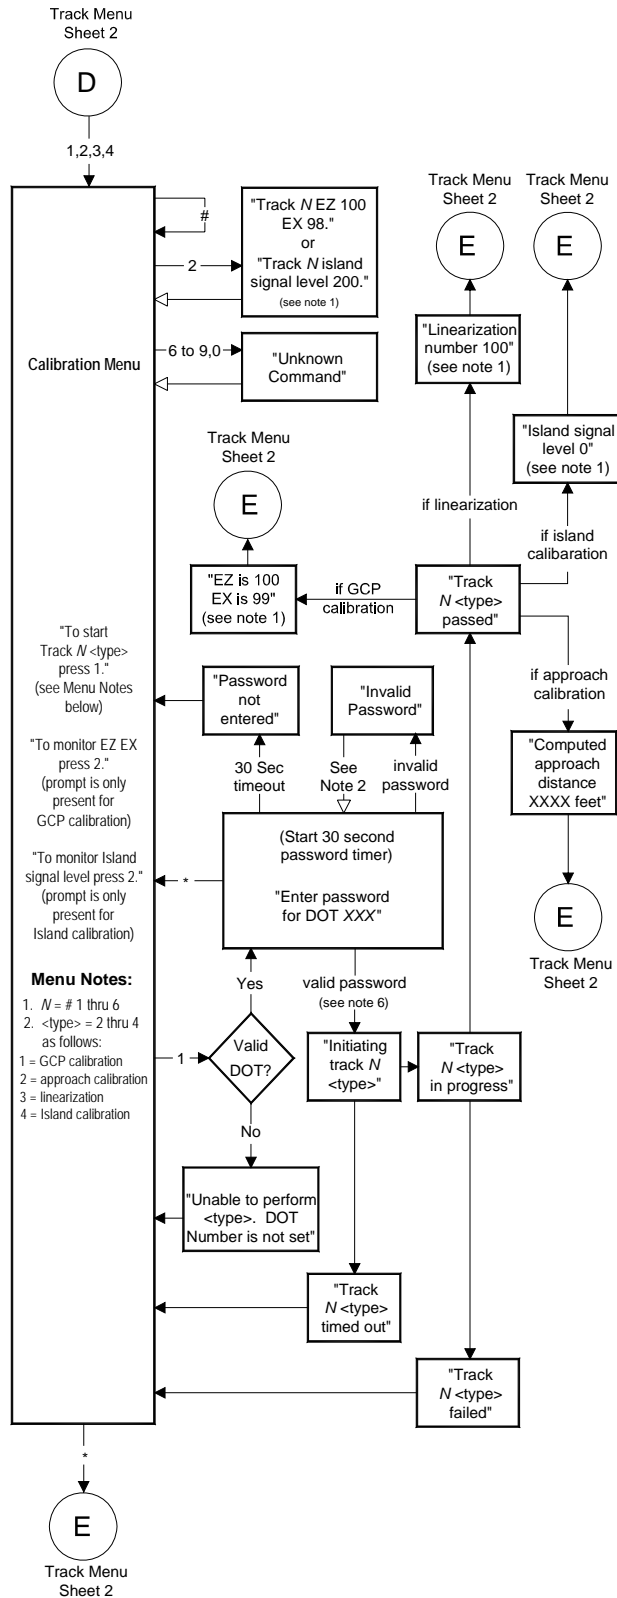 Track Menu
Sheet 2
D
1,2,3,4
#
"Track N EZ 100
EX 98."
or
"Track N island
signal level 200."
(see note 1)
2
Calibration Menu
6 to 9,0
"Unknown
Command"
Track Menu
Sheet 2
E
Track Menu
Sheet 2
E
"Linearization
number 100"
(see note 1)
"Island signal
level 0"
(see note 1)
Track Menu
Sheet 2
E
if linearization
if island
calibaration
"EZ is 100
EX is 99"
(see note 1)
if GCP
calibration
"Track
N <type>
passed"
"To start
Track N <type>
press 1."
(see Menu Notes
below)
"To monitor EZ EX
press 2."
(prompt is only
present for
GCP calibration)
"To monitor Island
signal level press 2."
(prompt is only
present for
Island calibration)
"Password
not
entered"
"Invalid
Password"
if approach
calibration
30 Sec
timeout
See
Note 2
invalid
password
"Computed
approach
distance
XXXX feet"
(Start 30 second
password timer)
"Enter password
for DOT XXX"
*
E
Track Menu
Sheet 2
Menu Notes:
1. N = # 1 thru 6
2. <type> = 2 thru 4
as follows:
1 = GCP calibration
2 = approach calibration
3 = linearization
4 = Island calibration
Yes
valid password
(see note 6)
1
Valid
DOT?
"Initiating
track N
<type>"
"Track
N <type>
in progress"
No
"Unable to perform
<type>. DOT
Number is not set"
"Track
N <type>
timed out"
"Track
N <type>
failed"
*
E
Track Menu
Sheet 2